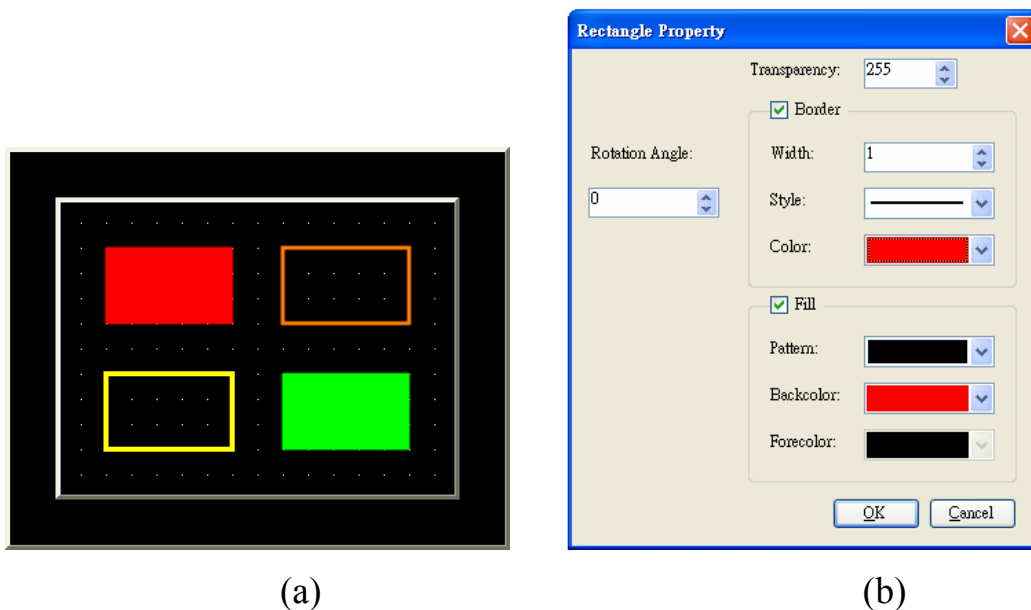 Rectangle Property
Transparency: 255
Border
Rotation Angle:
Width: 1
0
Style:
Color:
Fill
Pattern:
Backcolor:
Forecolor:
OK Cancel
(a) (b)